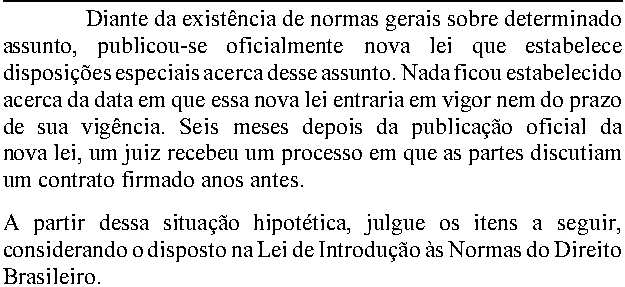 Diante da existência de normas gerais sobre determinado
assunto, publicou-se oficialmente nova lei que estabelece
disposições especiais acerca desse assunto. Nada ficou estabelecido
acerca da data em que essa nova lei entraria em vigor nem do prazo
de sua vigência. Seis meses depois da publicação oficial da
nova lei, um juiz recebeu um processo em que as partes discutiam
um contrato firmado anos antes.
A partir dessa situação hipotética, julgue os itens a seguir,
considerando o disposto na Lei de Introdução às Normas do Direito
Brasileiro.